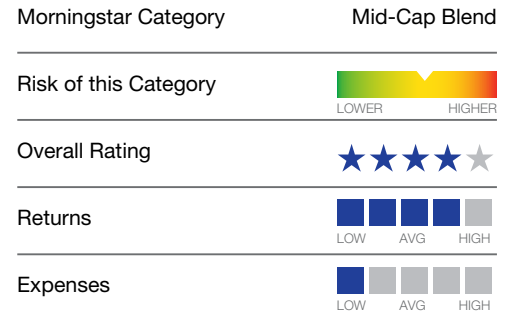 Morningstar Category Mid-Cap Blend
Risk of this Category
LOWER HIGHER
Overall Rating
Returns
LOW AVG HIGH
Expenses
LOW AVG HIGH